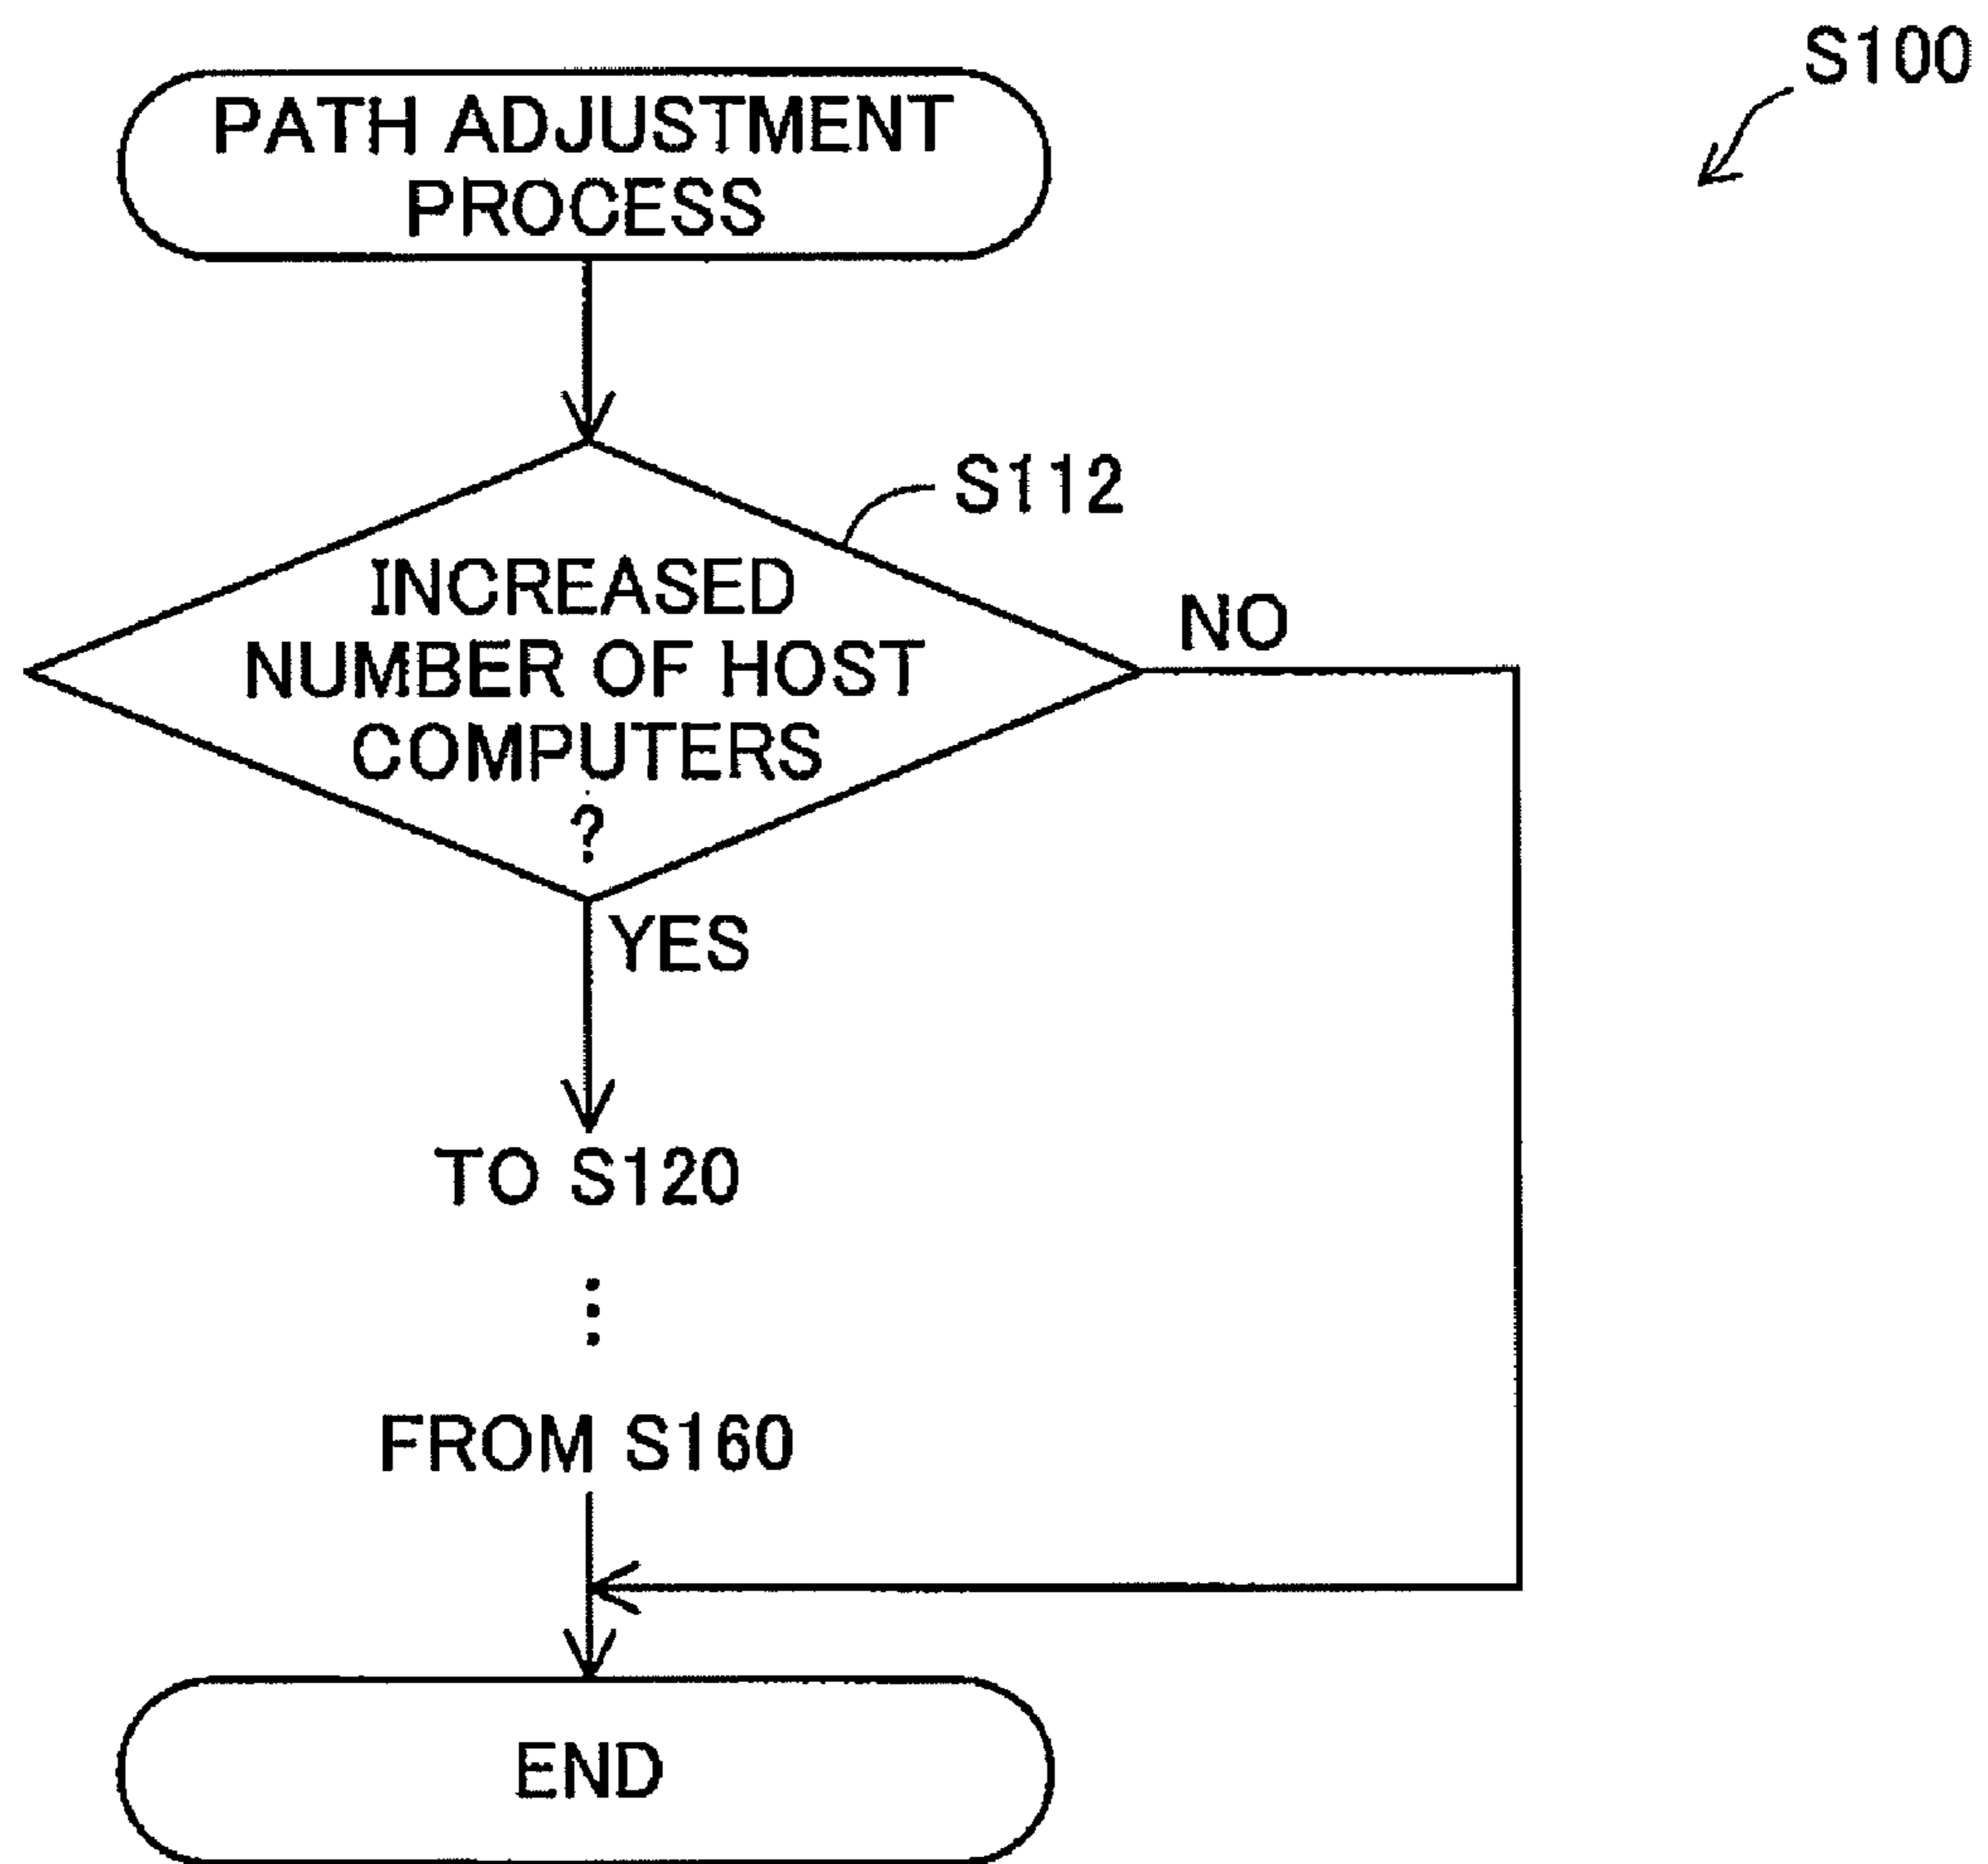 S100
PATH ADJUSTMENT
PROCESS
S112
INCREASED
NUMBER OF HOST
COMPUTERS
?
NO
YES
TO S120
FROM S160
END